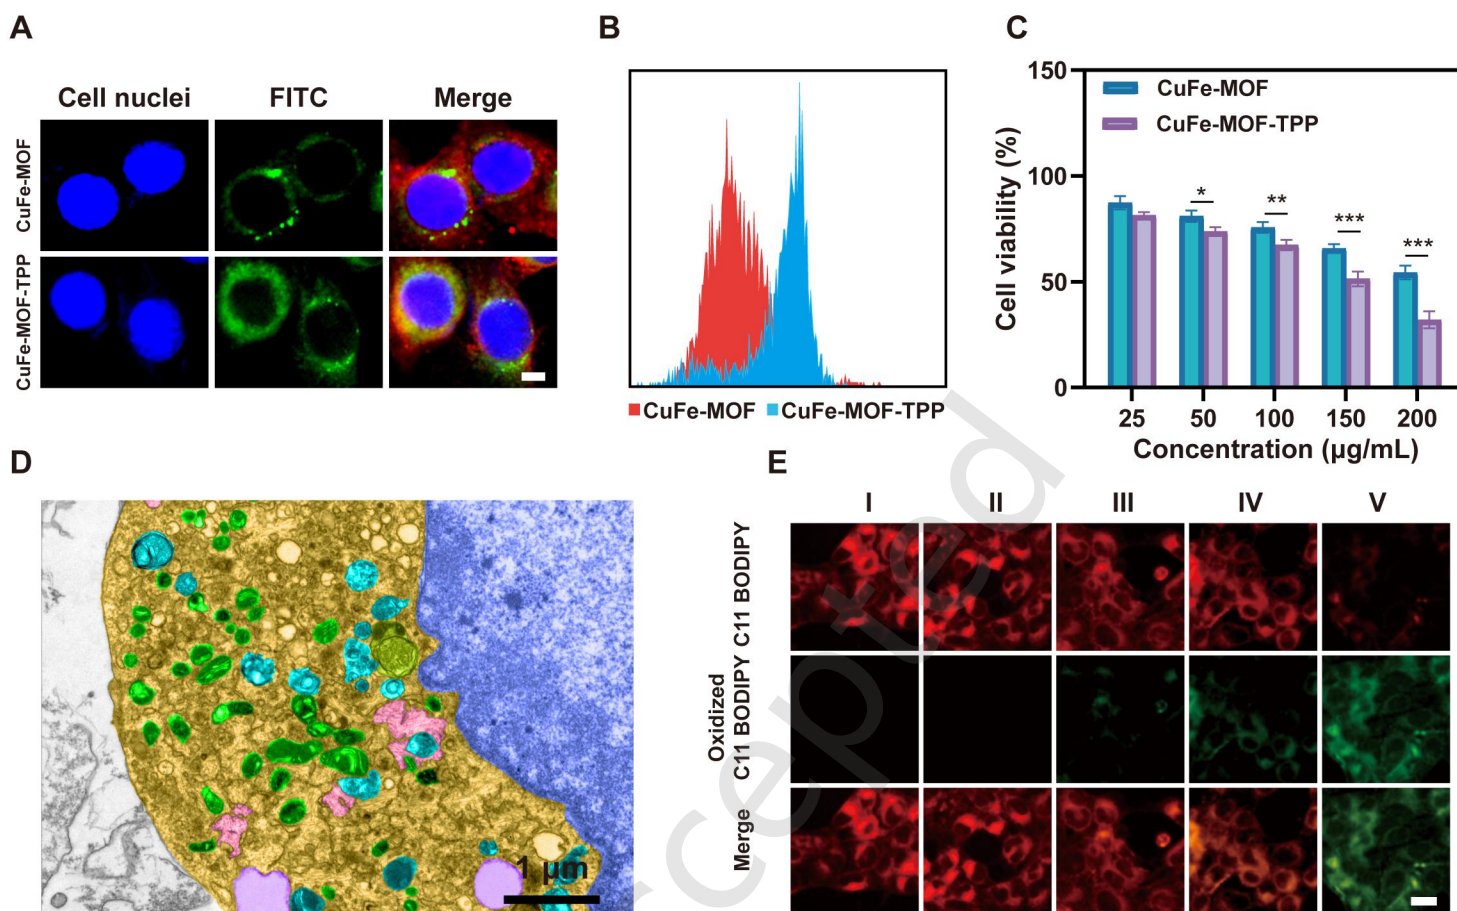 A
Cell nuclei FITC Merge
CuFe-MOF
CuFe-MOF-TPP
B
CuFe-MOF CuFe-MOF-TPP
C
150
100
50
0
Cell viability (%)
CuFe-MOF
CuFe-MOF-TPP
* ** *** ***
25 50 100 150 200
Concentration (µg/mL)
D
1 µm
E
I II III IV V
C11 BODIPY
Oxidized
C11 BODIPY
Merge
cepted